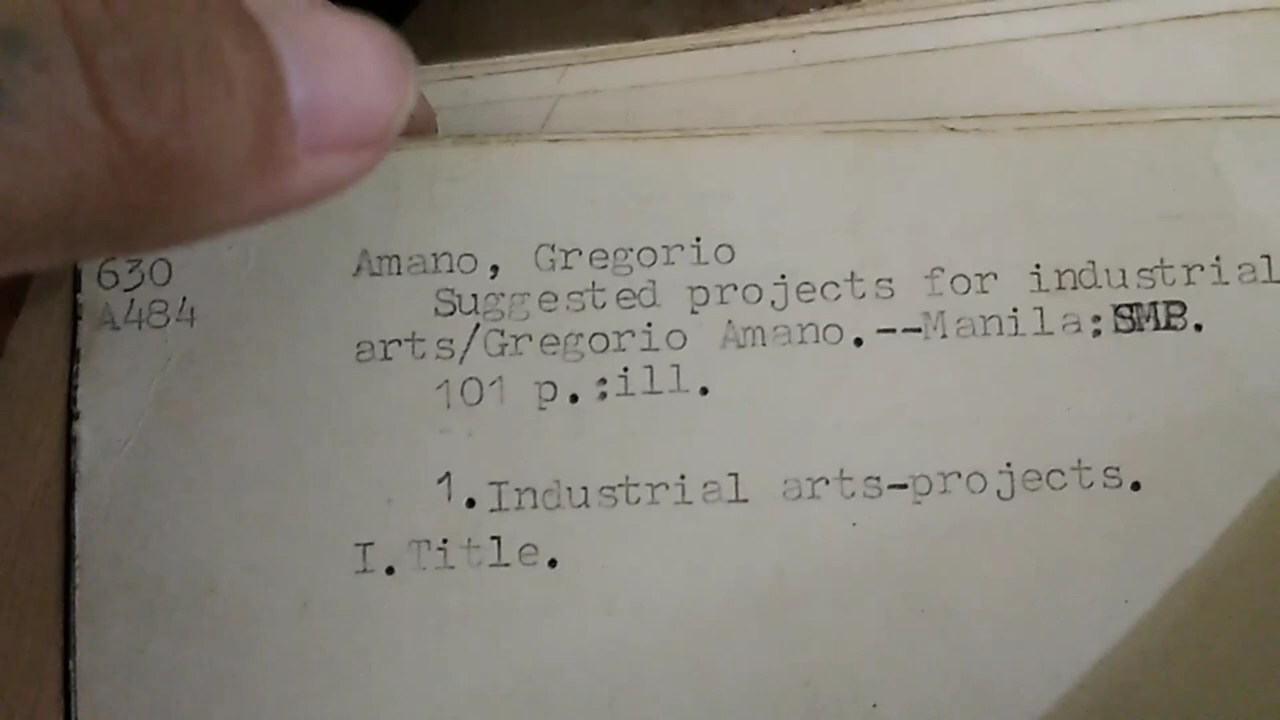 630
A484
Amano, Gregorio
Suggested projects for industrial
arts/Gregorio Amano.--Manila:SMB.
101 p.:ill.
1.Industrial arts-projects.
I.Title.